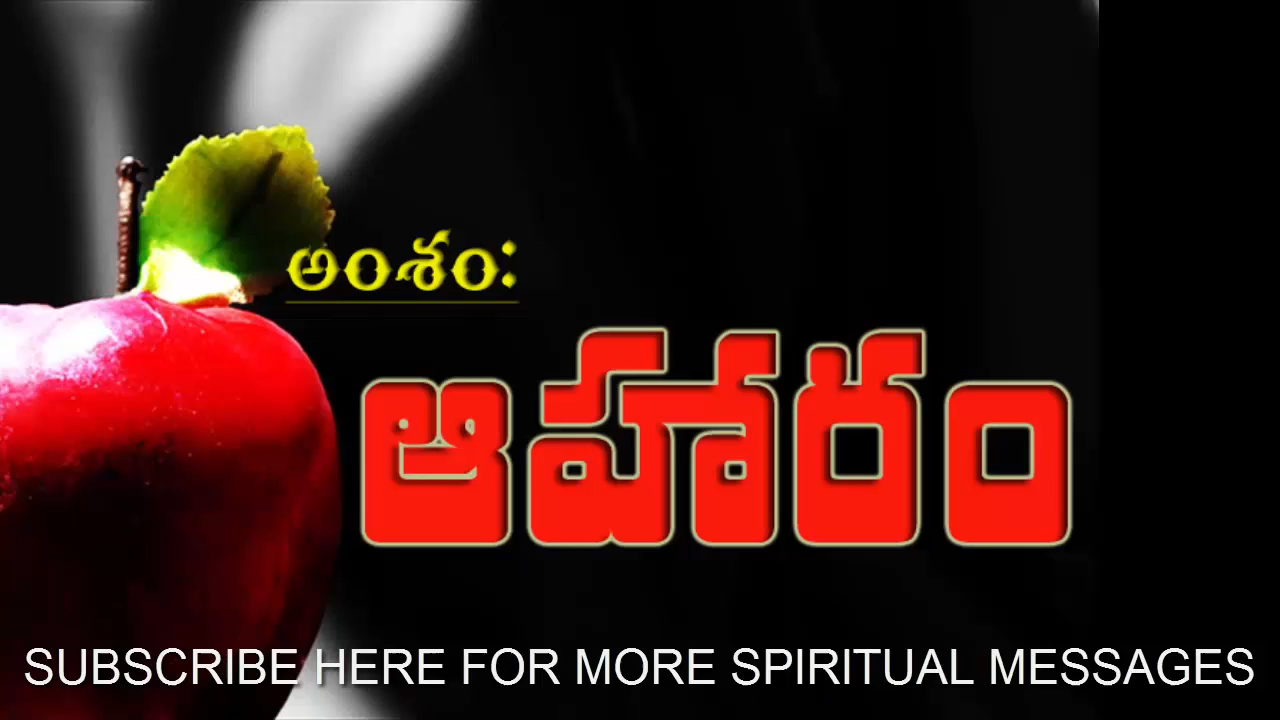 అంశం:
ఆహారం
SUBSCRIBE HERE FOR MORE SPIRITUAL MESSAGES